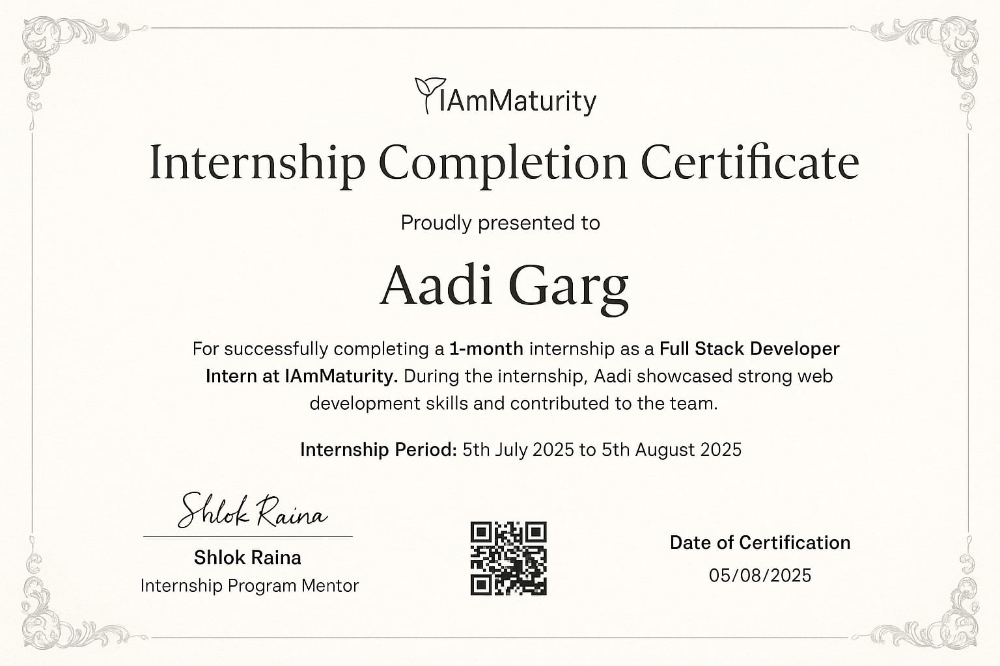 IAmMaturity
Internship Completion Certificate
Proudly presented to
Aadi Garg
For successfully completing a 1-month internship as a Full Stack Developer
Intern at IAmMaturity. During the internship, Aadi showcased strong web
development skills and contributed to the team.
Internship Period: 5th July 2025 to 5th August 2025
Shlok Raina
Shlok Raina
Internship Program Mentor
Date of Certification
05/08/2025